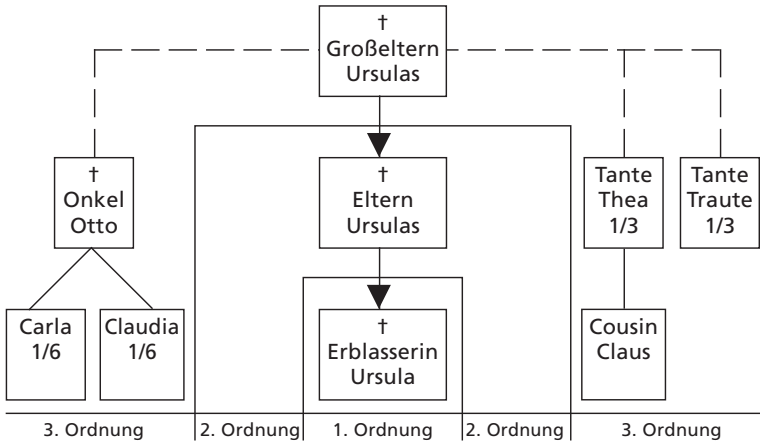 †
Großeltern
Ursulas
†
Onkel
Otto
†
Eltern
Ursulas
Tante
Thea
1/3
Tante
Traute
1/3
Carla
1/6
Claudia
1/6
†
Erblasserin
Ursula
Cousin
Claus
3. Ordnung
2. Ordnung
1. Ordnung
2. Ordnung
3. Ordnung